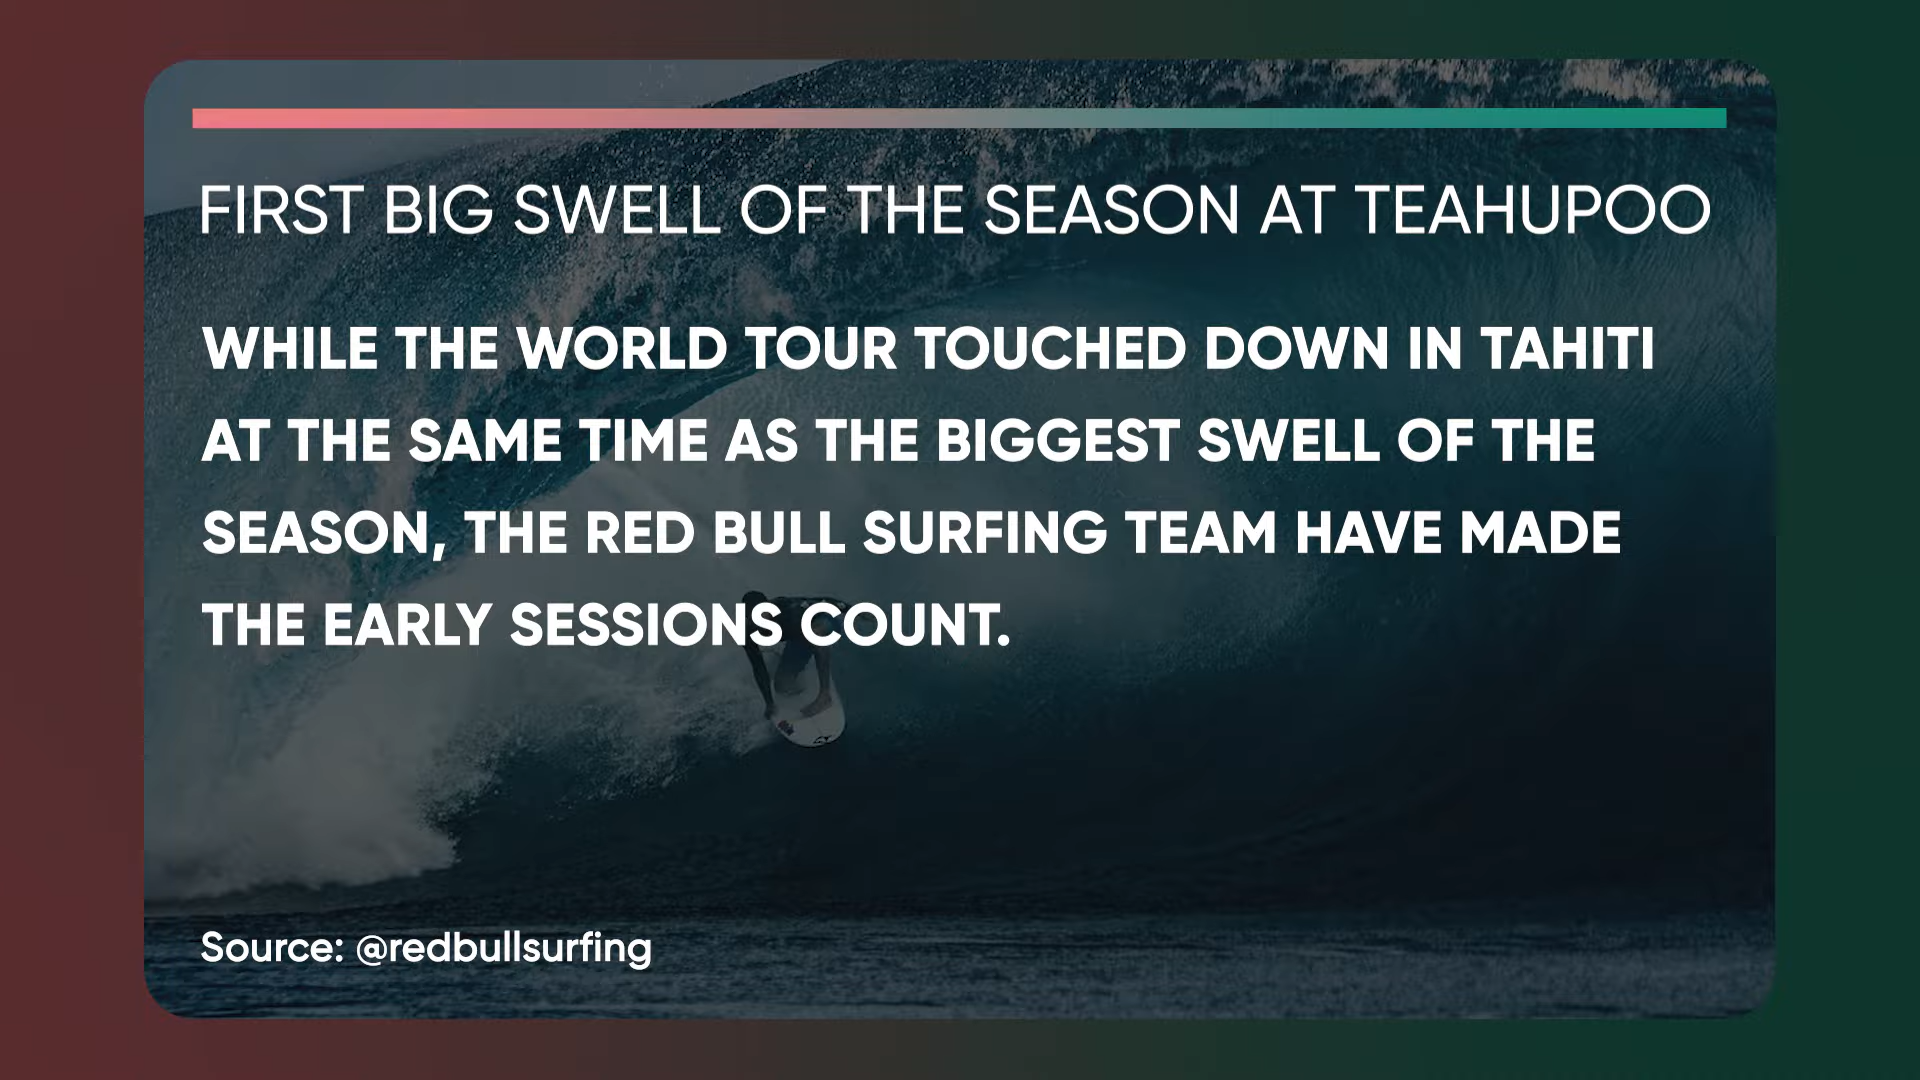 FIRST BIG SWELL OF THE SEASON AT TEAHUPOO
WHILE THE WORLD TOUR TOUCHED DOWN IN TAHITI
AT THE SAME TIME AS THE BIGGEST SWELL OF THE
SEASON, THE RED BULL SURFING TEAM HAVE MADE
THE EARLY SESSIONS COUNT.
Source: @redbullsurfing